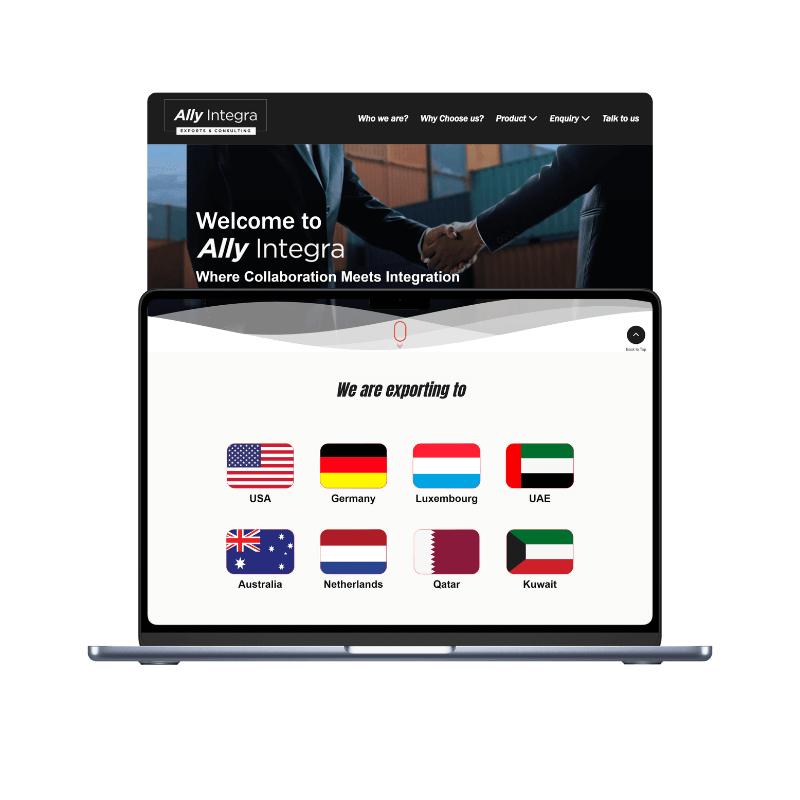 Ally Integra
EXPORTS & CONSULTING
Who we are? Why Choose us? Product Enquiry Talk to us
Welcome to
Ally Integra
Where Collaboration Meets Integration
Back to Top
We are exporting to
USA Germany Luxembourg UAE
Australia Netherlands Qatar Kuwait